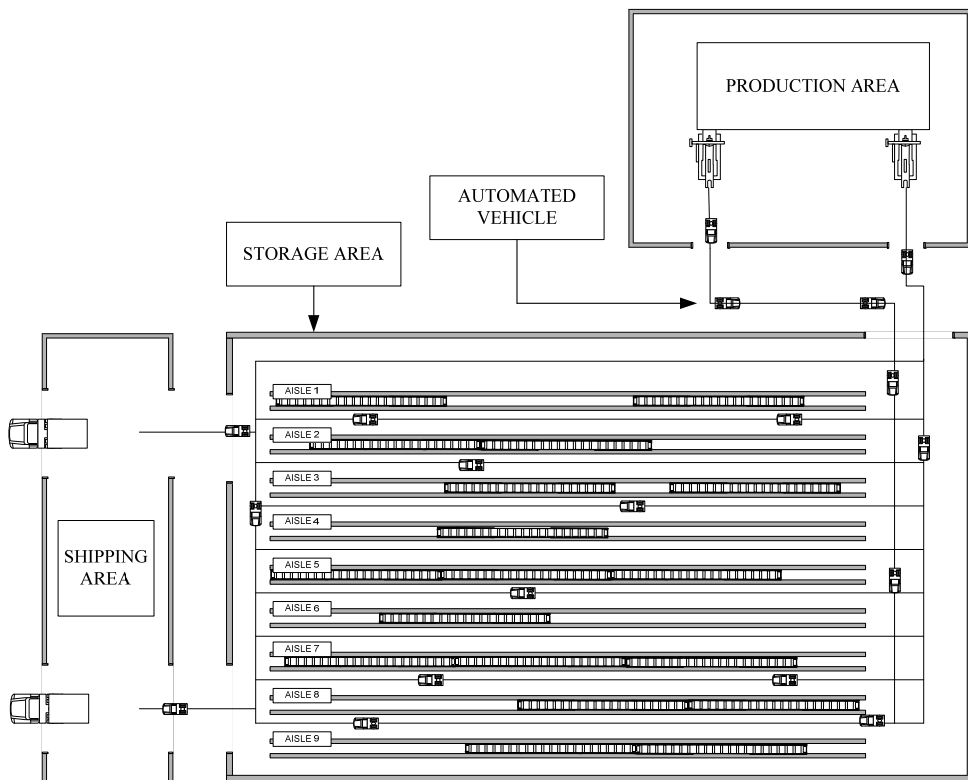 PRODUCTION AREA
AUTOMATED
VEHICLE
STORAGE AREA
AISLE 1
AISLE 2
AISLE 3
AISLE 4
AISLE 5
AISLE 6
AISLE 7
AISLE 8
AISLE 9
SHIPPING
AREA